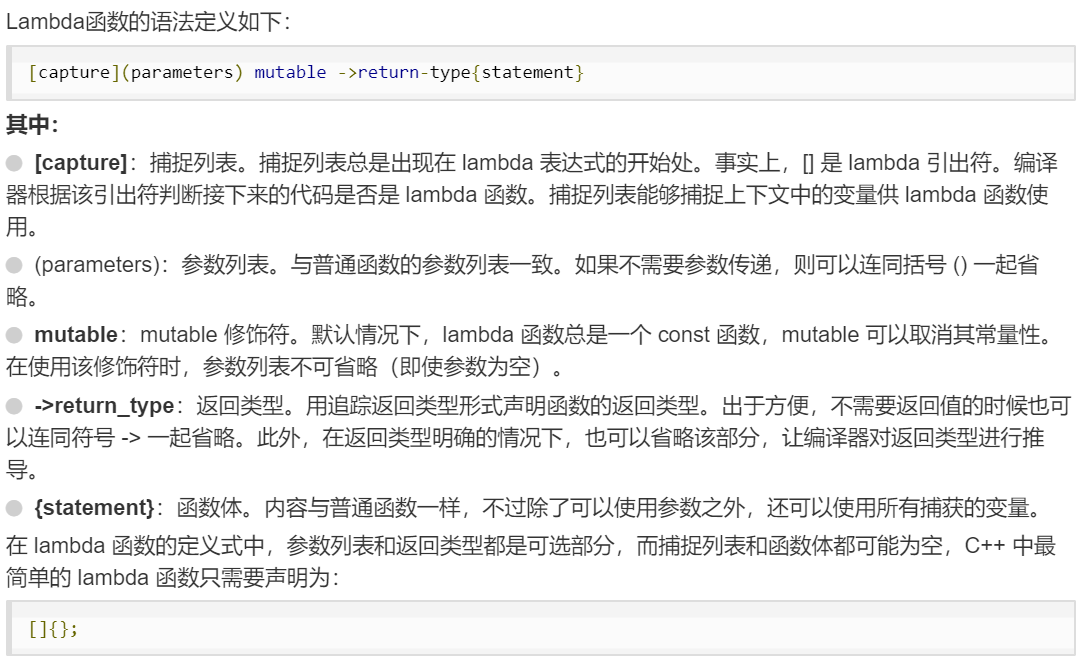 Lambda函数的语法定义如下：
[capture](parameters) mutable ->return-type{statement}
其中：
● [capture]：捕捉列表。捕捉列表总是出现在 lambda 表达式的开始处。事实上，[] 是 lambda 引出符。编译
器根据该引出符判断接下来的代码是否是 lambda 函数。捕捉列表能够捕捉上下文中的变量供 lambda 函数使
用。
● (parameters)：参数列表。与普通函数的参数列表一致。如果不需要参数传递，则可以连同括号 () 一起省
略。
● mutable：mutable 修饰符。默认情况下，lambda 函数总是一个 const 函数，mutable 可以取消其常量性。
在使用该修饰符时，参数列表不可省略（即使参数为空）。
● ->return_type：返回类型。用追踪返回类型形式声明函数的返回类型。出于方便，不需要返回值的时候也可
以连同符号 -> 一起省略。此外，在返回类型明确的情况下，也可以省略该部分，让编译器对返回类型进行推
导。
● {statement}：函数体。内容与普通函数一样，不过除了可以使用参数之外，还可以使用所有捕获的变量。
在 lambda 函数的定义式中，参数列表和返回类型都是可选部分，而捕捉列表和函数体都可能为空，C++ 中最
简单的 lambda 函数只需要声明为：
[]{};